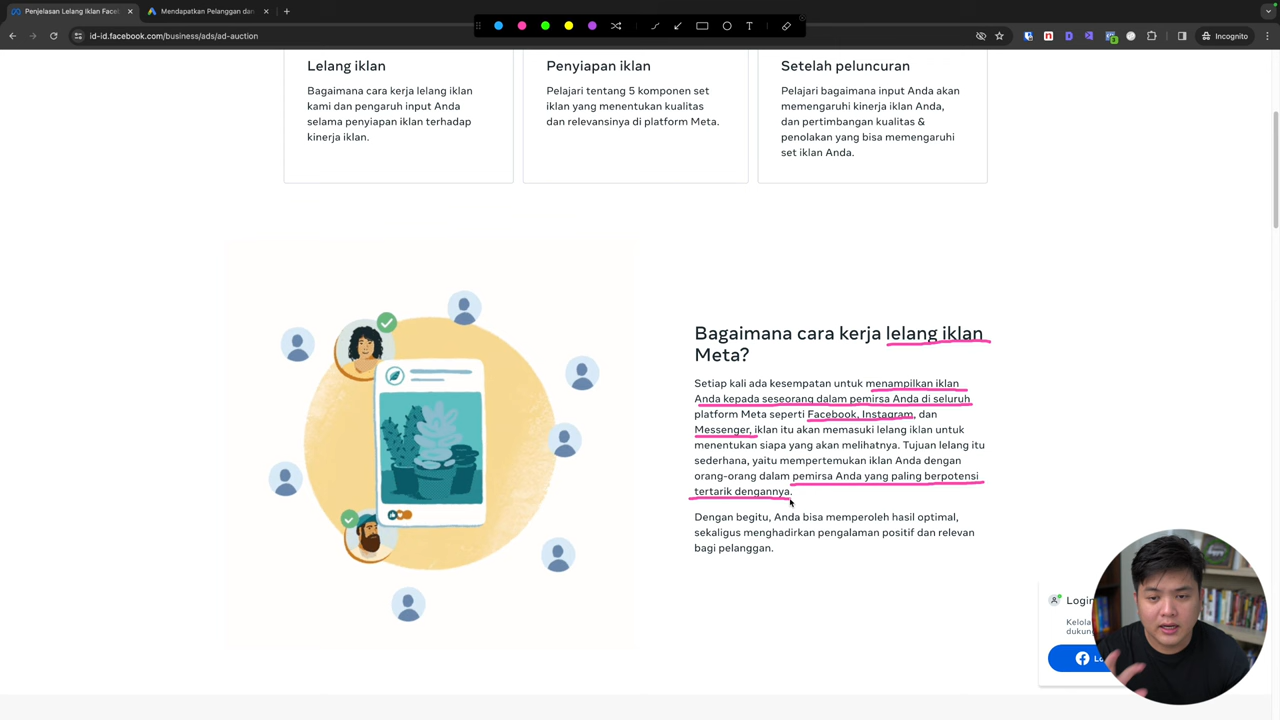 Penjelasan Lelang Iklan Facel
Mendapatkan Pelanggan dan
id-id.facebook.com/business/ads/ad-auction
Incognito
Lelang iklan
Bagaimana cara kerja lelang iklan
kami dan pengaruh input Anda
selama penyiapan iklan terhadap
kinerja iklan.
Penyiapan iklan
Pelajari tentang 5 komponen set
iklan yang menentukan kualitas
dan relevansinya di platform Meta.
Setelah peluncuran
Pelajari bagaimana input Anda akan
memengaruhi kinerja iklan Anda,
dan pertimbangan kualitas &
penolakan yang bisa memengaruhi
set iklan Anda.
Bagaimana cara kerja lelang iklan
Meta?
Setiap kali ada kesempatan untuk menampilkan iklan
Anda kepada seseorang dalam pemirsa Anda di seluruh
platform Meta seperti Facebook, Instagram, dan
Messenger, iklan itu akan memasuki lelang iklan untuk
menentukan siapa yang akan melihatnya. Tujuan lelang itu
sederhana, yaitu mempertemukan iklan Anda dengan
orang-orang dalam pemirsa Anda yang paling berpotensi
tertarik dengannya.
Dengan begitu, Anda bisa memperoleh hasil optimal,
sekaligus menghadirkan pengalaman positif dan relevan
bagi pelanggan.
Login
Kelola
duku
Lo